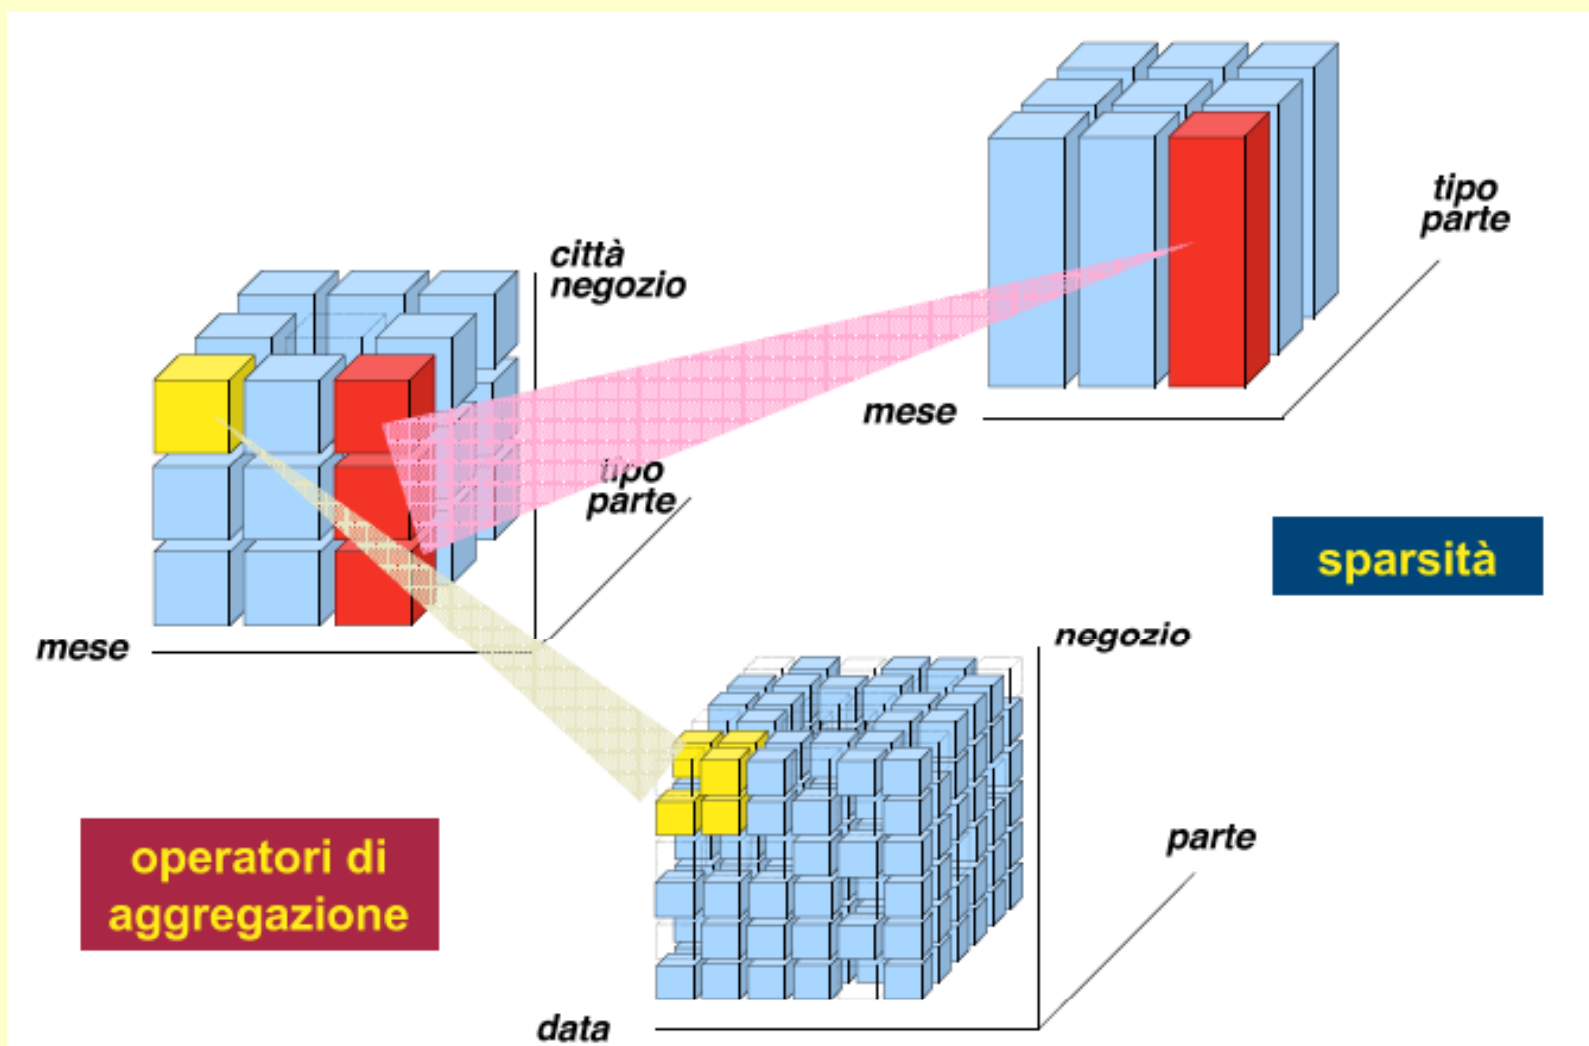 tipo
parte
città
negozio
mese
tipo
parte
sparsità
mese
negozio
operatori di
aggregazione
parte
data